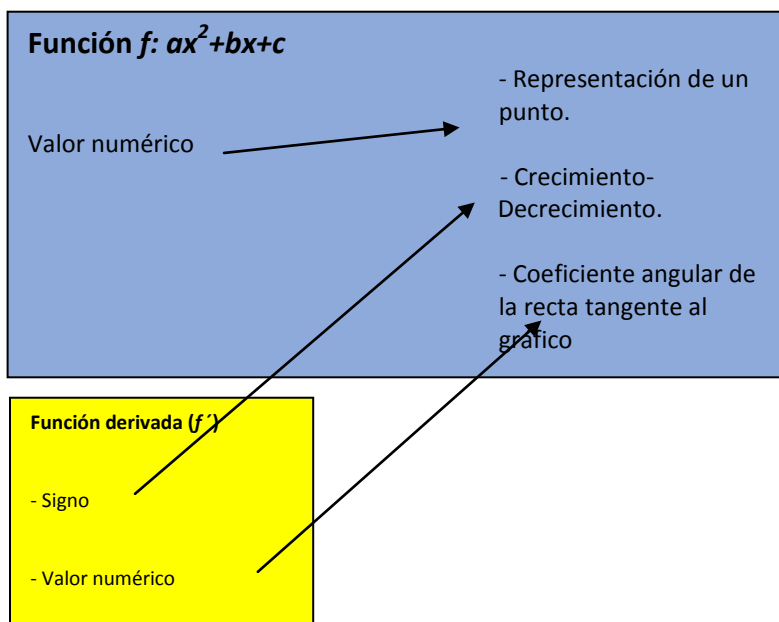 Función f: ax²+bx+c
Valor numérico
- Representación de un
punto.
- Crecimiento-
Decrecimiento.
- Coeficiente angular de
la recta tangente al
gráfico
Función derivada (f´)
- Signo
- Valor numérico